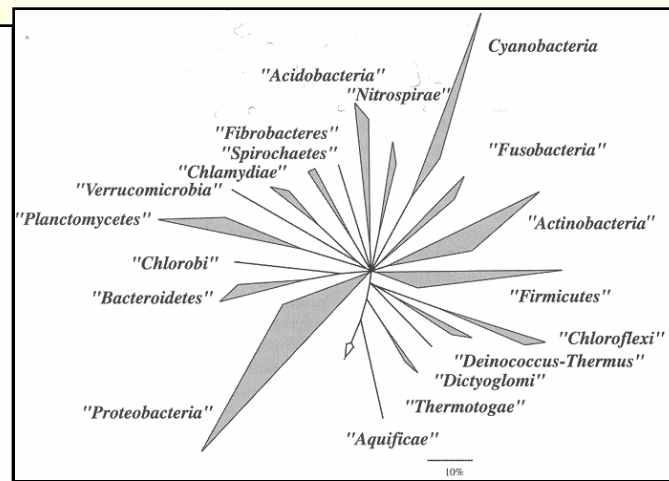 Cyanobacteria
"Acidobacteria"
"Nitrospirae"
"Fibrobacteres"
"Spirochaetes"
"Chlamydiae"
"Fusobacteria"
"Verrucomicrobia"
"Planctomycetes"
"Actinobacteria"
"Chlorobi"
"Bacteroidetes"
"Firmicutes"
"Chloroflexi"
"Deinococcus-Thermus"
"Dictyoglomi"
"Thermotogae"
"Proteobacteria"
"Aquificae"
10%